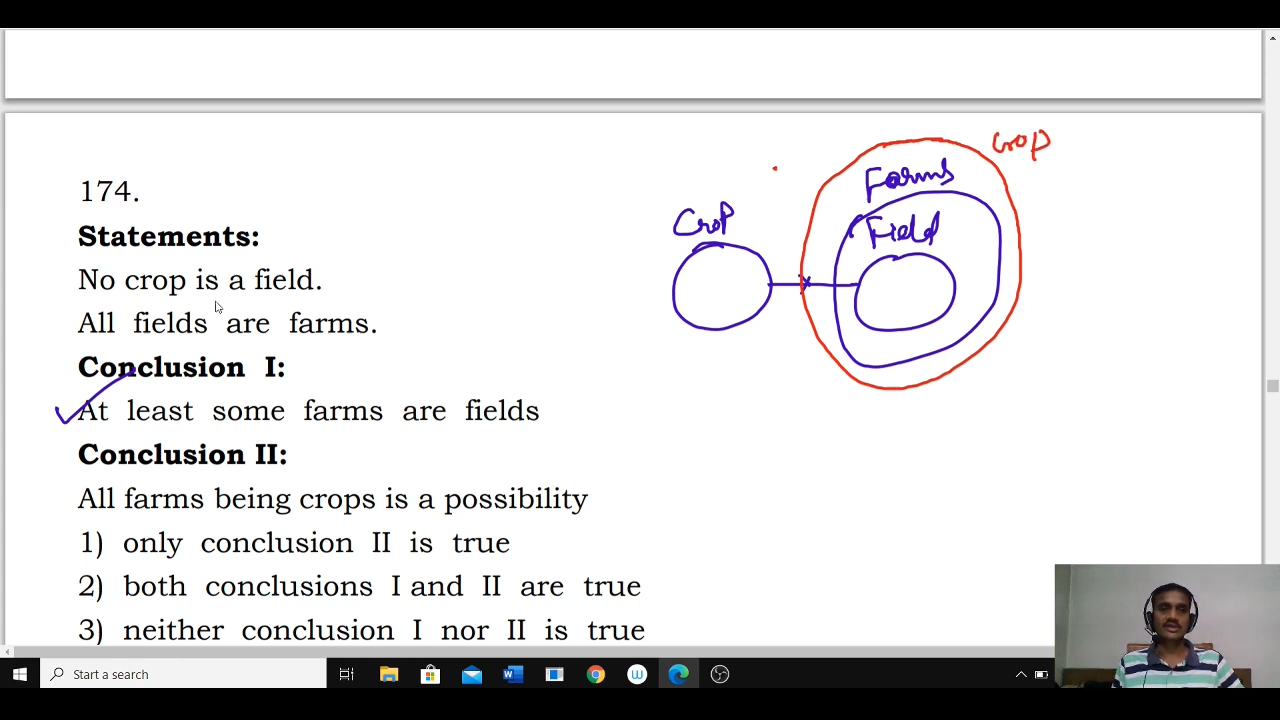 174.
Statements:
No crop is a field.
All fields are farms.
Conclusion I:
At least some farms are fields
Conclusion II:
All farms being crops is a possibility
1) only conclusion II is true
2) both conclusions I and II are true
3) neither conclusion I nor II is true
Crop
Farms
Field
Crop
Start a search